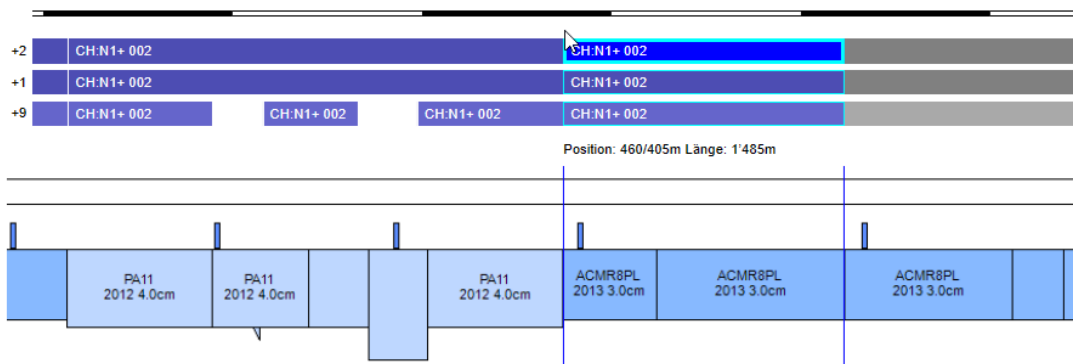 +2 CH:N1+ 002 CH:N1+ 002
+1 CH:N1+ 002 CH:N1+ 002
+9 CH:N1+ 002 CH:N1+ 002 CH:N1+ 002 CH:N1+ 002
Position: 460/405m Länge: 1'485m
PA11 PA11 PA11 ACMR8PL ACMR8PL ACMR8PL
2012 4.0cm 2012 4.0cm 2012 4.0cm 2013 3.0cm 2013 3.0cm 2013 3.0cm